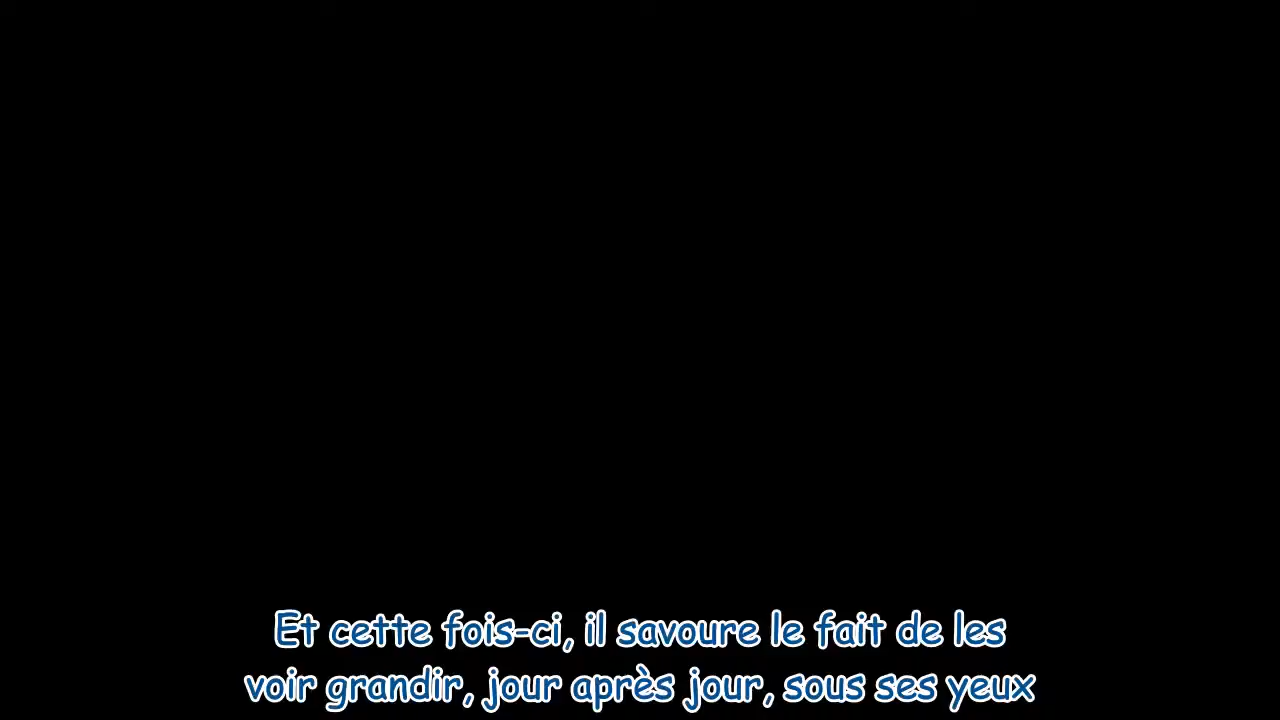 Et cette fois-ci, il savoure le fait de les
voir grandir, jour après jour, sous ses yeux